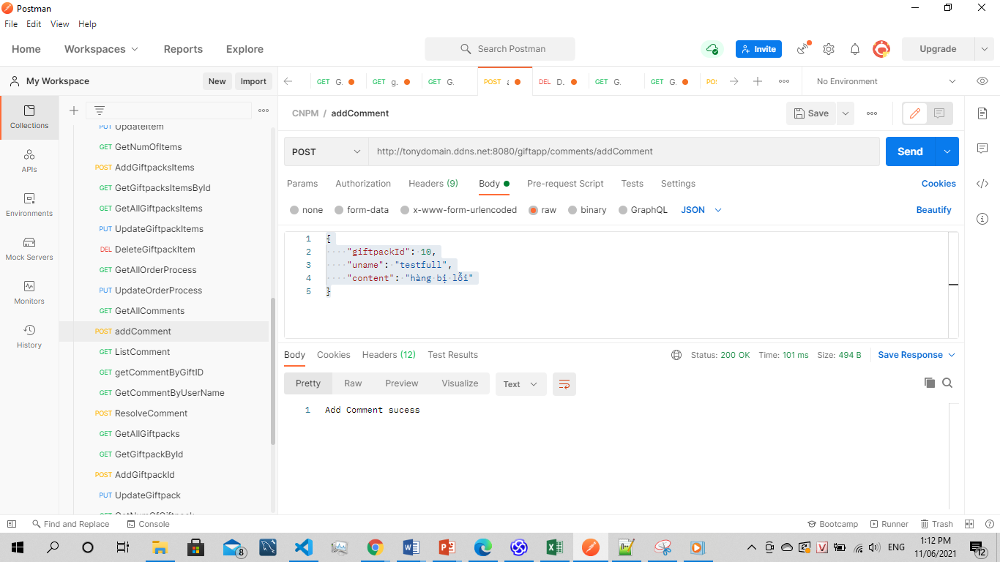 Postman
File Edit View Help
Home Workspaces Reports Explore Search Postman Invite Upgrade
My Workspace New Import GET G. GET g. GET G. POST a DEL D. GET G. GET G. No Environment
Collections
APIs
Environments
Mock Servers
Monitors
History
PUT UpdateItem
GET GetNumOfItems
POST AddGiftpacksItems
GET GetGiftpacksItemsById
GET GetAllGiftpacksItems
PUT UpdateGiftpackItems
DEL DeleteGiftpackItem
GET GetAllOrderProcess
PUT UpdateOrderProcess
GET GetAllComments
POST addComment
GET ListComment
GET getCommentByGiftID
GET GetCommentByUserName
POST ResolveComment
GET GetAllGiftpacks
GET GetGiftpackById
POST AddGiftpackId
PUT UpdateGiftpack
GET GetNumOfGiftpack
CNPM / addComment Save
POST http://tonydomain.ddns.net:8080/giftapp/comments/addComment Send
Params Authorization Headers (9) Body Pre-request Script Tests Settings Cookies
none form-data x-www-form-urlencoded raw binary GraphQL JSON Beautify
1 {
2 "giftpackId": 10,
3 "uname": "testfull",
4 "content": "hàng bị lỗi"
5 }
Body Cookies Headers (12) Test Results Status: 200 OK Time: 101 ms Size: 494 B Save Response
Pretty Raw Preview Visualize Text
1 Add Comment sucess
Find and Replace Console Bootcamp Runner Trash
8 ENG 1:12 PM
11/06/2021 12